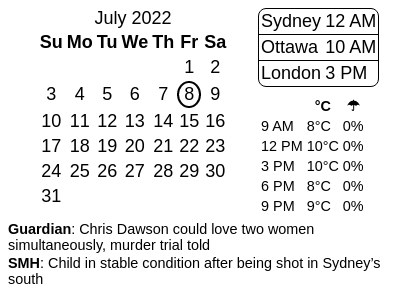 July 2022
Su Mo Tu We Th Fr Sa
1 2
3 4 5 6 7 8 9
10 11 12 13 14 15 16
17 18 19 20 21 22 23
24 25 26 27 28 29 30
31
Sydney 12 AM
Ottawa 10 AM
London 3 PM
°C ☂
9 AM 8°C 0%
12 PM 10°C 0%
3 PM 10°C 0%
6 PM 8°C 0%
9 PM 9°C 0%
Guardian: Chris Dawson could love two women
simultaneously, murder trial told
SMH: Child in stable condition after being shot in Sydney’s
south